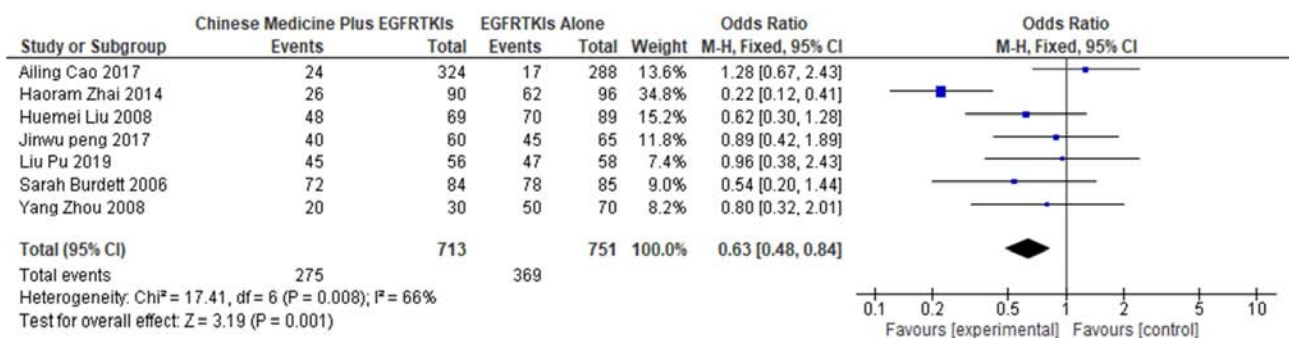 Chinese Medicine Plus EGFRTKIs EGFRTKIs Alone Odds Ratio Odds Ratio
Study or Subgroup Events Total Events Total Weight M-H, Fixed, 95% CI M-H, Fixed, 95% CI
Ailing Cao 2017 24 324 17 288 13.6% 1.28 [0.67, 2.43]
Haoram Zhai 2014 26 90 62 96 34.8% 0.22 [0.12, 0.41]
Huemei Liu 2008 48 69 70 89 15.2% 0.62 [0.30, 1.28]
Jinwu peng 2017 40 60 45 65 11.8% 0.89 [0.42, 1.89]
Liu Pu 2019 45 56 47 58 7.4% 0.96 [0.38, 2.43]
Sarah Burdett 2006 72 84 78 85 9.0% 0.54 [0.20, 1.44]
Yang Zhou 2008 20 30 50 70 8.2% 0.80 [0.32, 2.01]
Total (95% CI) 713 751 100.0% 0.63 [0.48, 0.84]
Total events 275 369
Heterogeneity: Chi² = 17.41, df = 6 (P = 0.008); I² = 66%
Test for overall effect: Z = 3.19 (P = 0.001)
0.1 0.2 0.5 1 2 5 10
Favours [experimental] Favours [control]